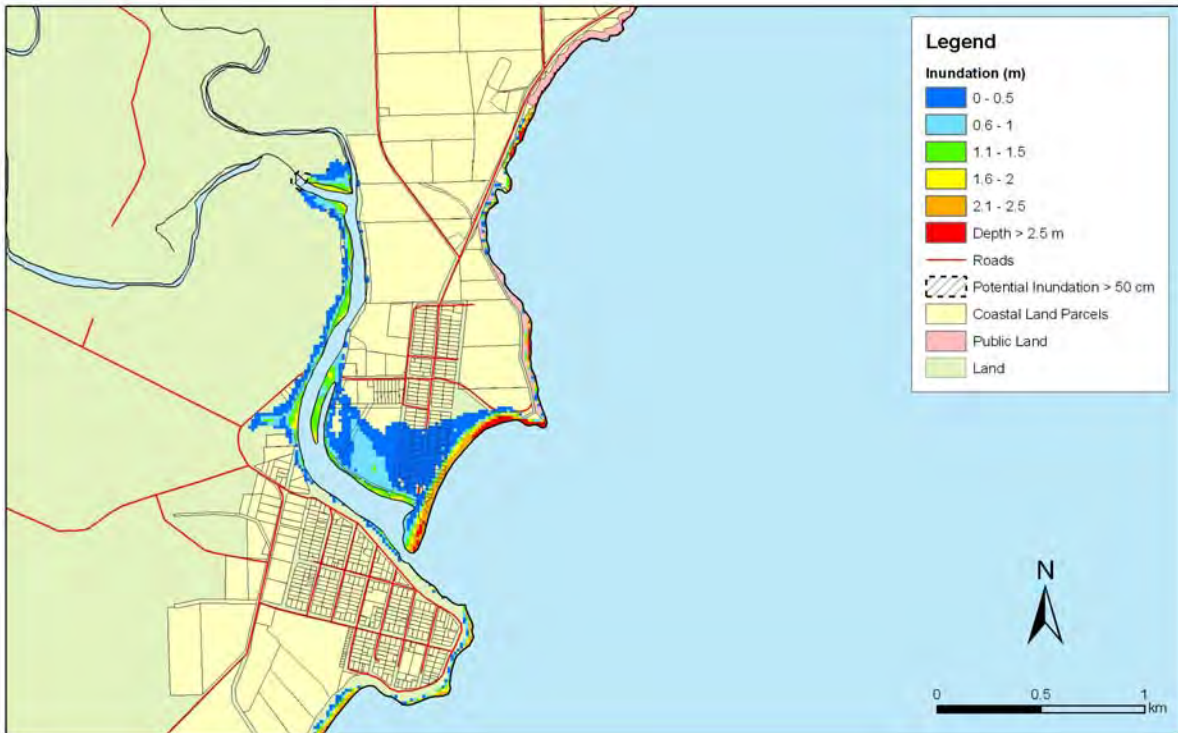 Legend
Inundation (m)
0 - 0.5
0.6 - 1
1.1 - 1.5
1.6 - 2
2.1 - 2.5
Depth > 2.5 m
Roads
Potential Inundation > 50 cm
Coastal Land Parcels
Public Land
Land
N
0 0.5 1
km